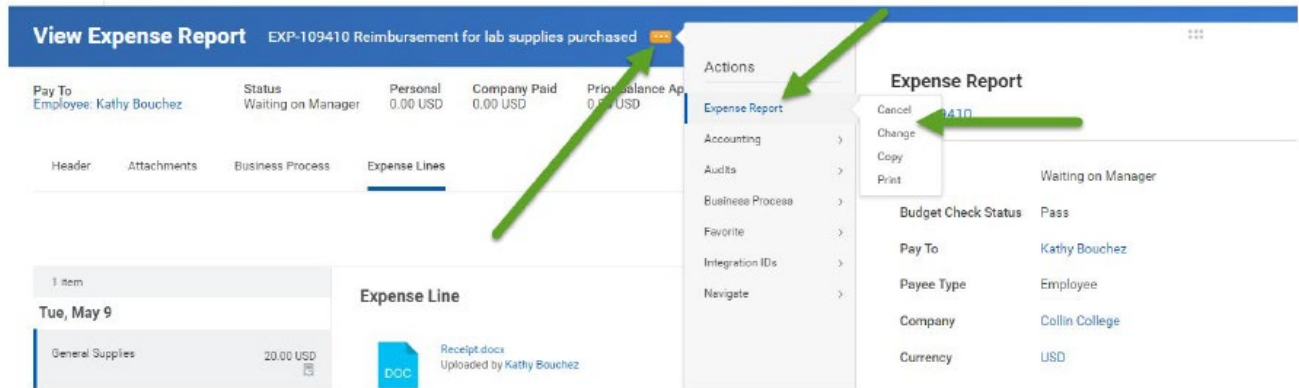 View Expense Report EXP-109410 Reimbursement for lab supplies purchased
Pay To
Employee: Kathy Bouchez
Status
Waiting on Manager
Personal
0.00 USD
Company Paid
0.00 USD
Prior Balance Ap
USD
Header Attachments Business Process Expense Lines
1 item
Tue, May 9
General Supplies 20.00 USD
Expense Line
DOC
Receipt.docx
Uploaded by Kathy Bouchez
Actions
Expense Report
Accounting
Audits
Business Process
Favorite
Integration IDs
Navigate
Cancel
Change
Copy
Print
Expense Report
Waiting on Manager
Budget Check Status Pass
Pay To Kathy Bouchez
Payee Type Employee
Company Collin College
Currency USD